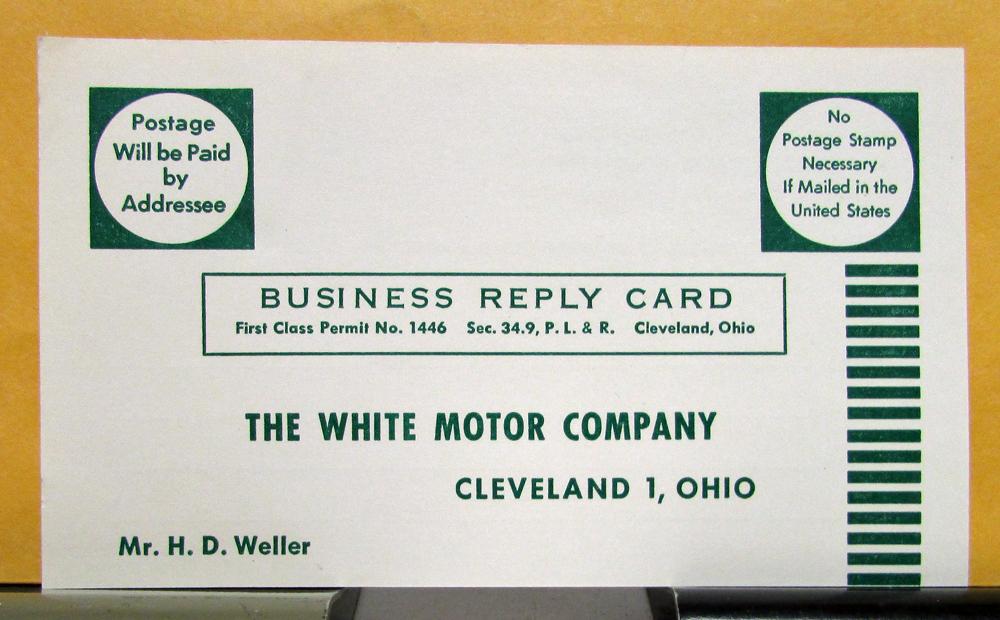 Postage
Will be Paid
by
Addressee
No
Postage Stamp
Necessary
If Mailed in the
United States
BUSINESS REPLY CARD
First Class Permit No. 1446 Sec. 34.9, P. L. & R. Cleveland, Ohio
THE WHITE MOTOR COMPANY
CLEVELAND 1, OHIO
Mr. H. D. Weller